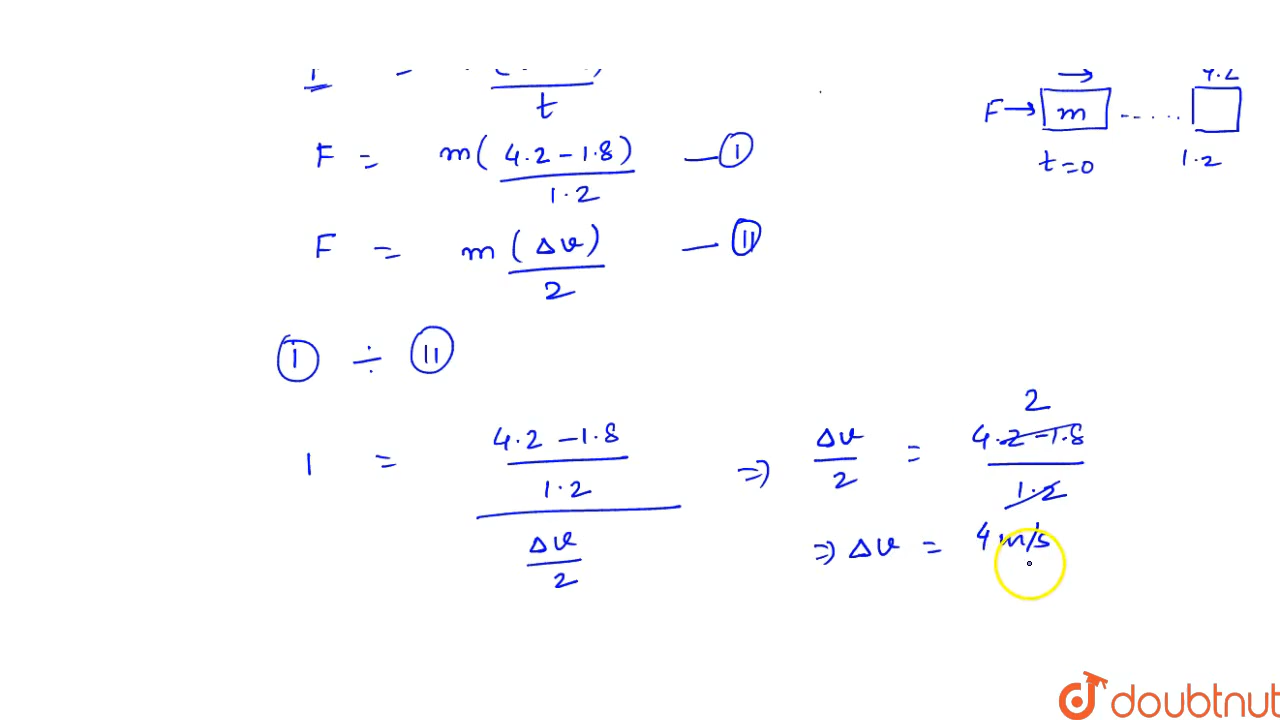 F = t
F = m(4.2-1.8)/1.2 — I
F = m(Δv)/2 — II
F → m ..... 4.2
t=0 1.2
I ÷ II
1 = (4.2-1.8)/1.2 / Δv/2 ⇒ Δv/2 = 4.2-1.8/1.2 2
⇒ Δv = 4 m/s
doubtnut